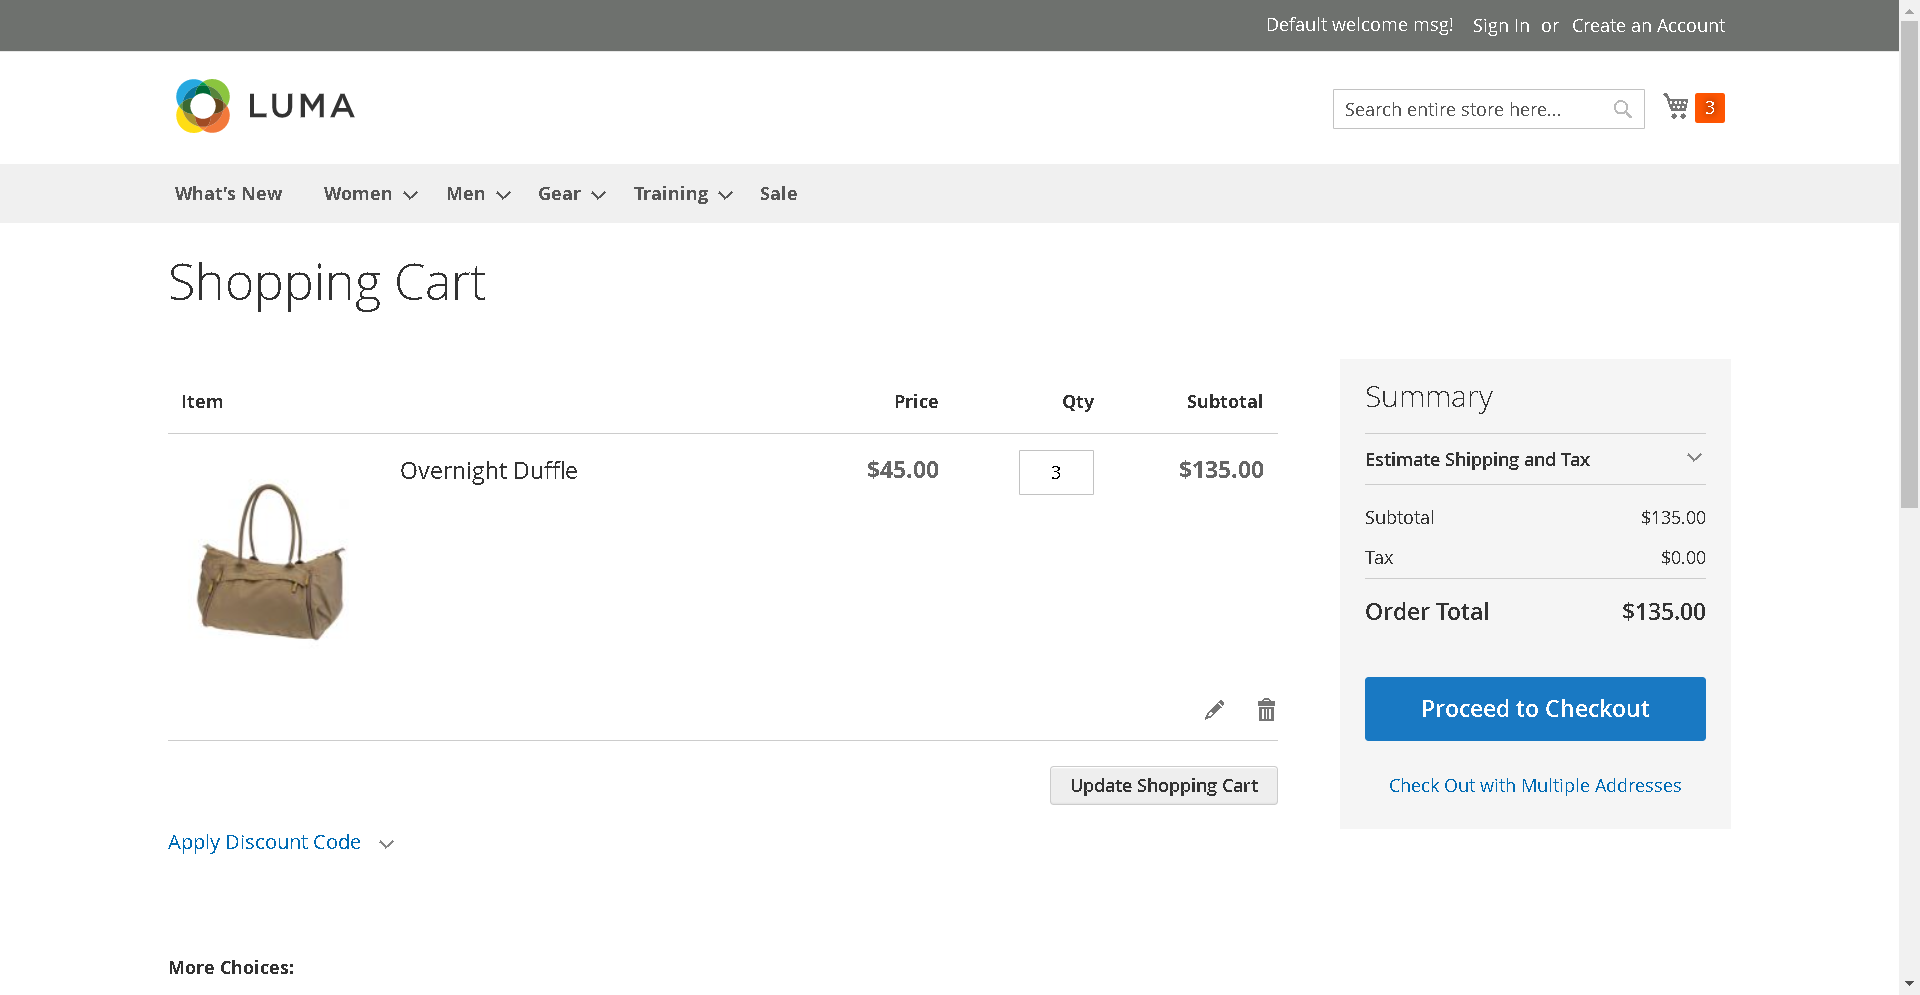 Default welcome msg! Sign In or Create an Account
LUMA
Search entire store here...
3
What's New Women Men Gear Training Sale
Shopping Cart
Item Price Qty Subtotal
Overnight Duffle $45.00 3 $135.00
Update Shopping Cart
Apply Discount Code
More Choices:
Summary
Estimate Shipping and Tax
Subtotal $135.00
Tax $0.00
Order Total $135.00
Proceed to Checkout
Check Out with Multiple Addresses